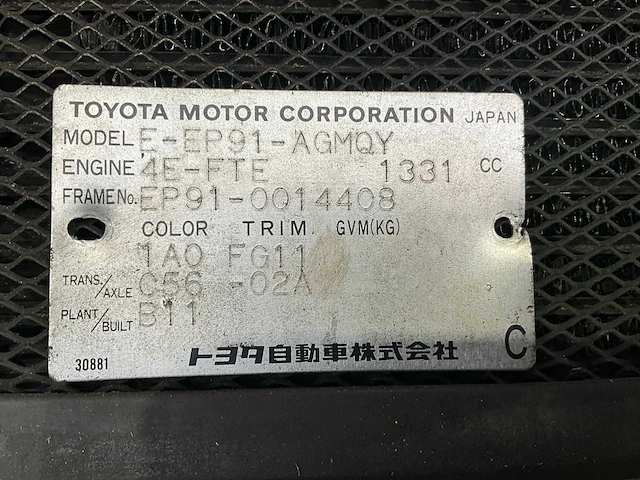 TOYOTA MOTOR CORPORATION JAPAN
MODEL E-EP91-AGMQY
ENGINE 4E-FTE 1331 CC
FRAME No. EP91-0014408
COLOR TRIM GVM(KG)
1A0 FG11
TRANS./AXLE C56 -02A
PLANT/BUILT B11
トヨタ自動車株式会社 C
30881